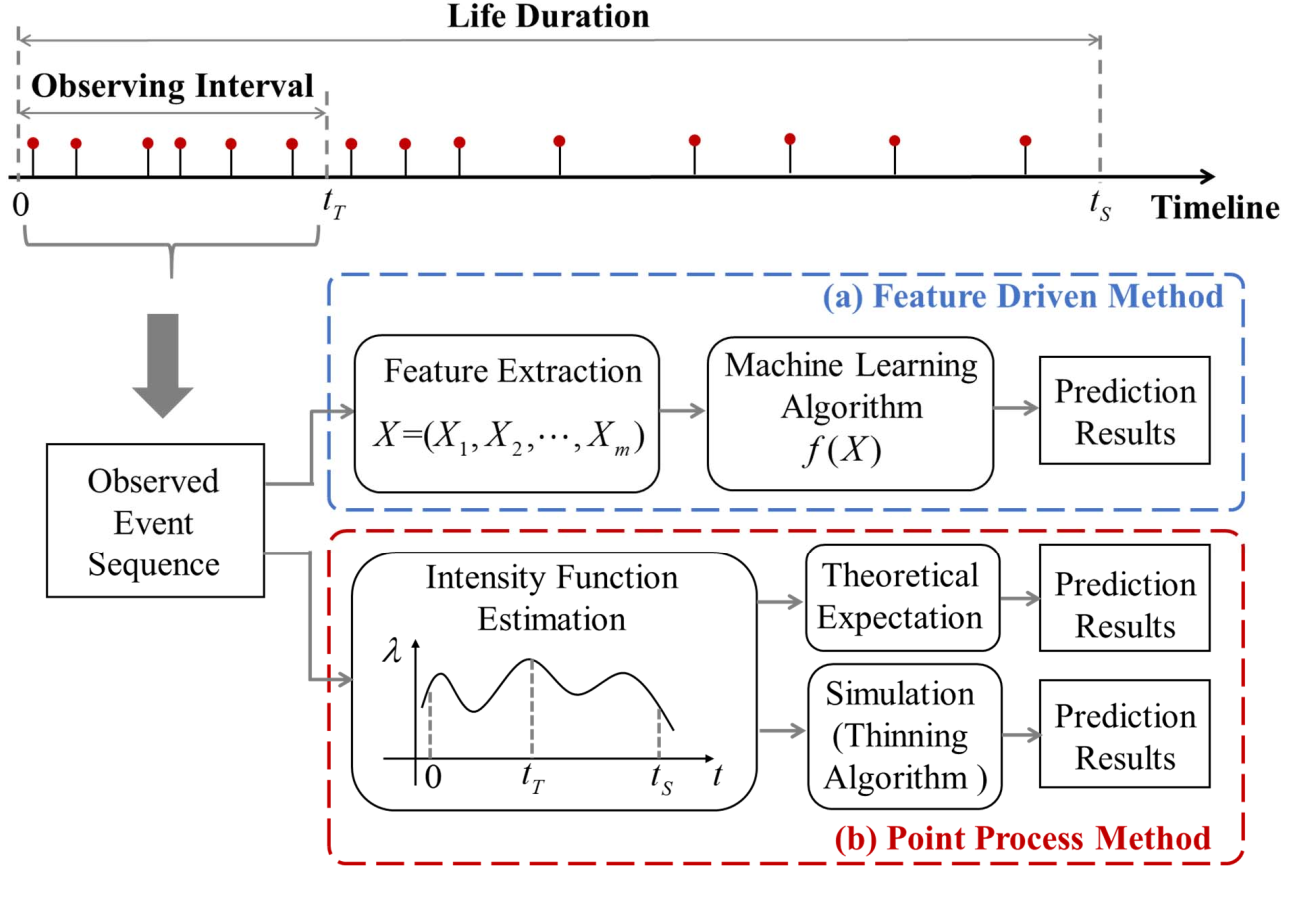 Life Duration
Observing Interval
0
t_T
t_S
Timeline
(a) Feature Driven Method
Feature Extraction
X=(X_1, X_2, ⋯, X_m)
Machine Learning
Algorithm
f(X)
Prediction
Results
Observed
Event
Sequence
Intensity Function
Estimation
λ
0
t_T
t_S
t
Theoretical
Expectation
Prediction
Results
Simulation
(Thinning
Algorithm )
Prediction
Results
(b) Point Process Method